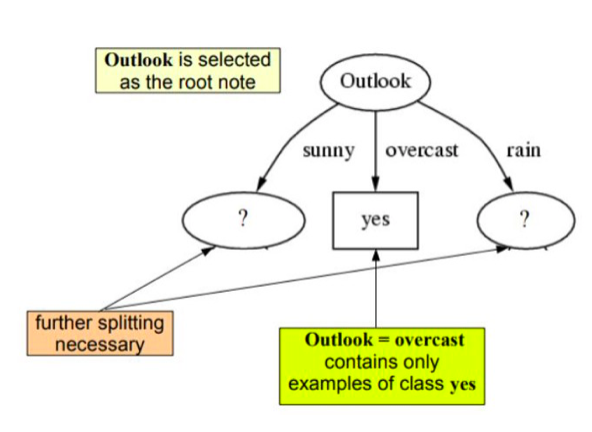 Outlook is selected
as the root note
Outlook
sunny
overcast
rain
?
yes
?
further splitting
necessary
Outlook = overcast
contains only
examples of class yes